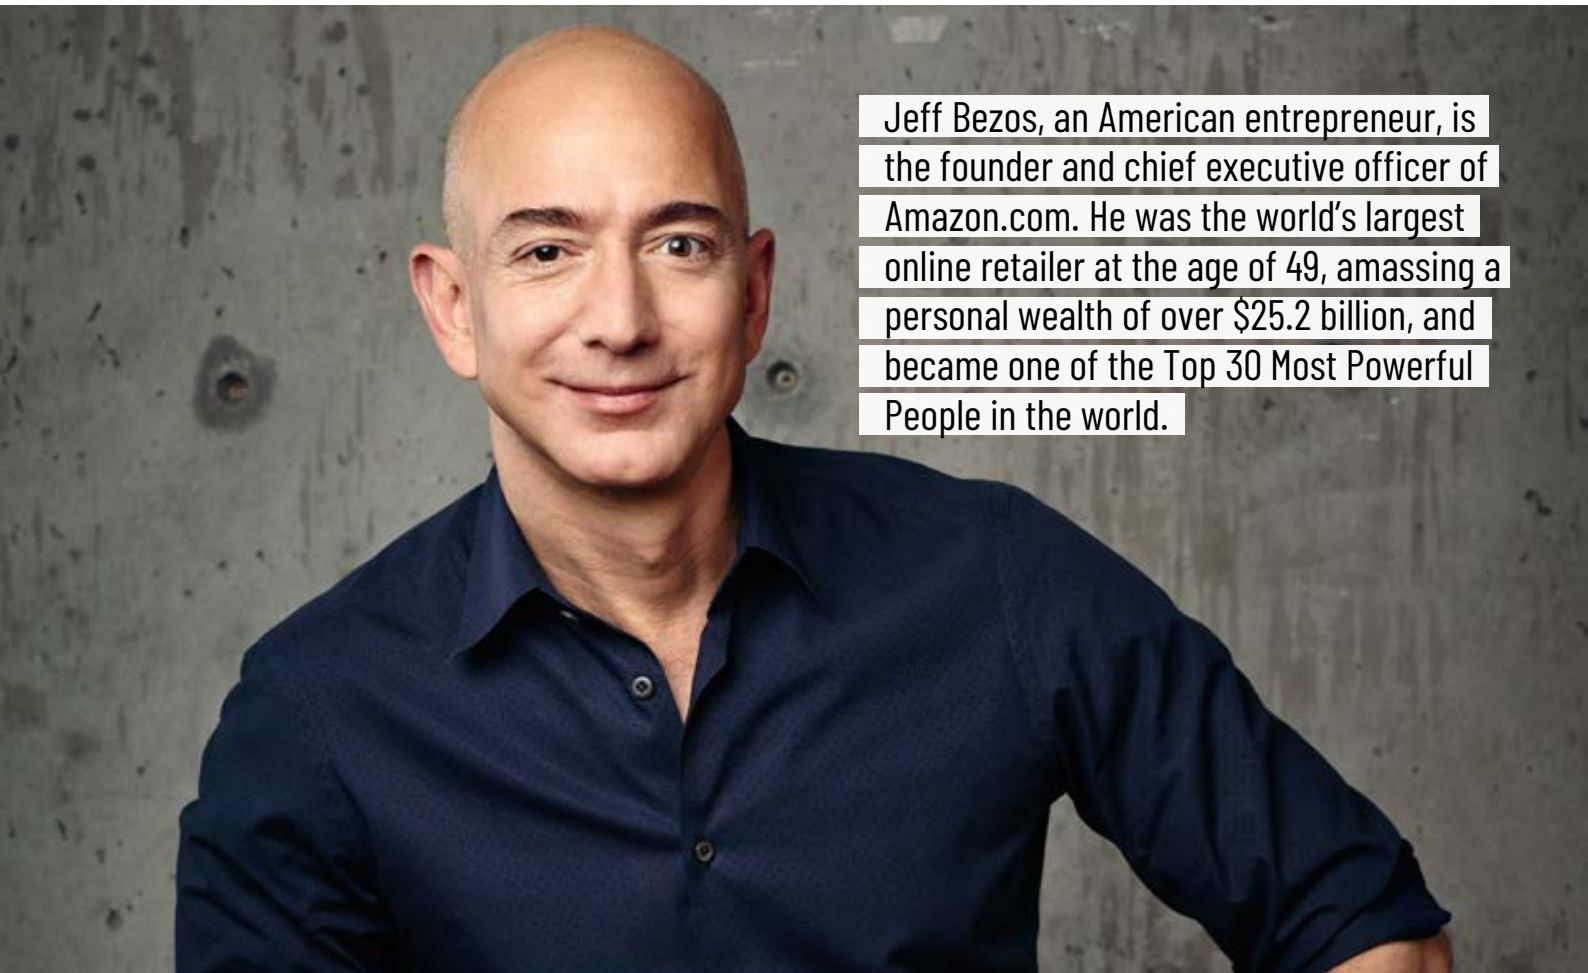 Jeff Bezos, an American entrepreneur, is
the founder and chief executive officer of
Amazon.com. He was the world’s largest
online retailer at the age of 49, amassing a
personal wealth of over $25.2 billion, and
became one of the Top 30 Most Powerful
People in the world.